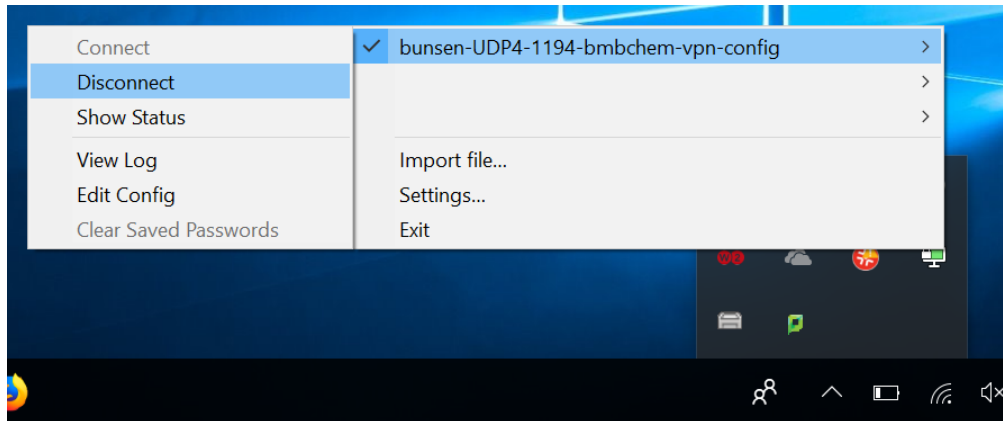 Connect
Disconnect
Show Status
View Log
Edit Config
Clear Saved Passwords
bunsen-UDP4-1194-bmbchem-vpn-config
Import file...
Settings...
Exit